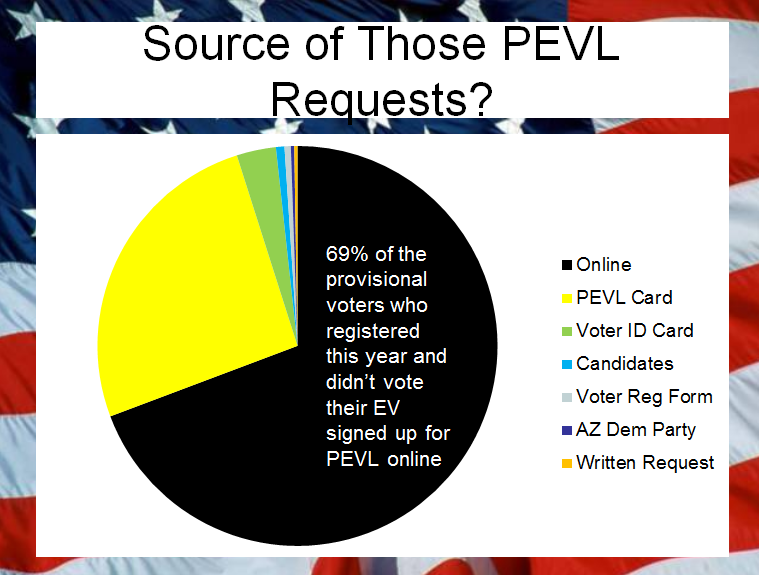 Source of Those PEVL
Requests?
69% of the
provisional
voters who
registered
this year and
didn’t vote
their EV
signed up for
PEVL online
Online
PEVL Card
Voter ID Card
Candidates
Voter Reg Form
AZ Dem Party
Written Request